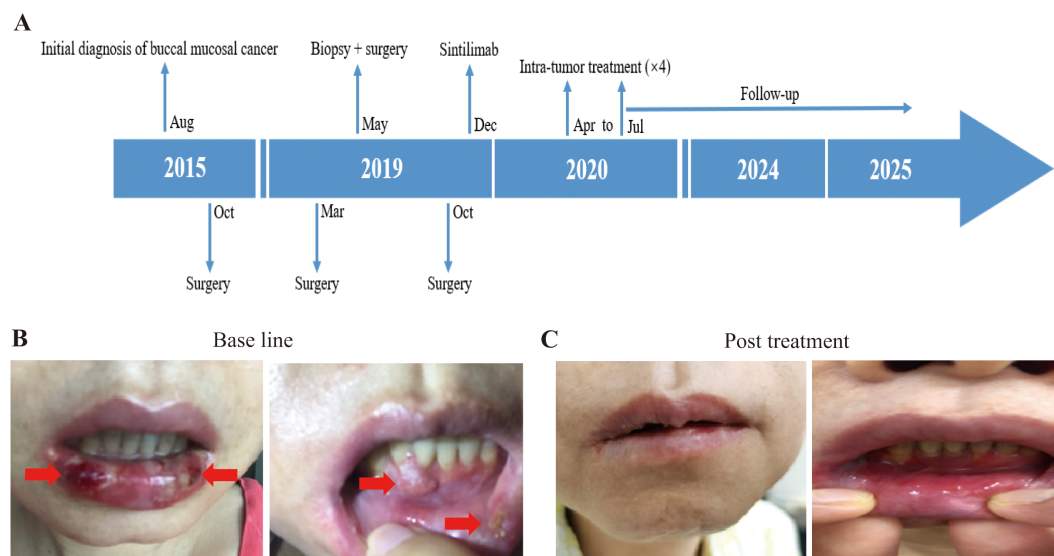 A
Initial diagnosis of buccal mucosal cancer
Biopsy + surgery
Sintilimab
Intra-tumor treatment (×4)
Follow-up
Aug
May
Dec
Apr to Jul
2015
2019
2020
2024
2025
Oct
Mar
Oct
Surgery
Surgery
Surgery
B
Base line
C
Post treatment